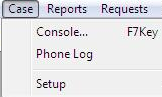 Case Reports Requests
Console... F7Key
Phone Log
Setup